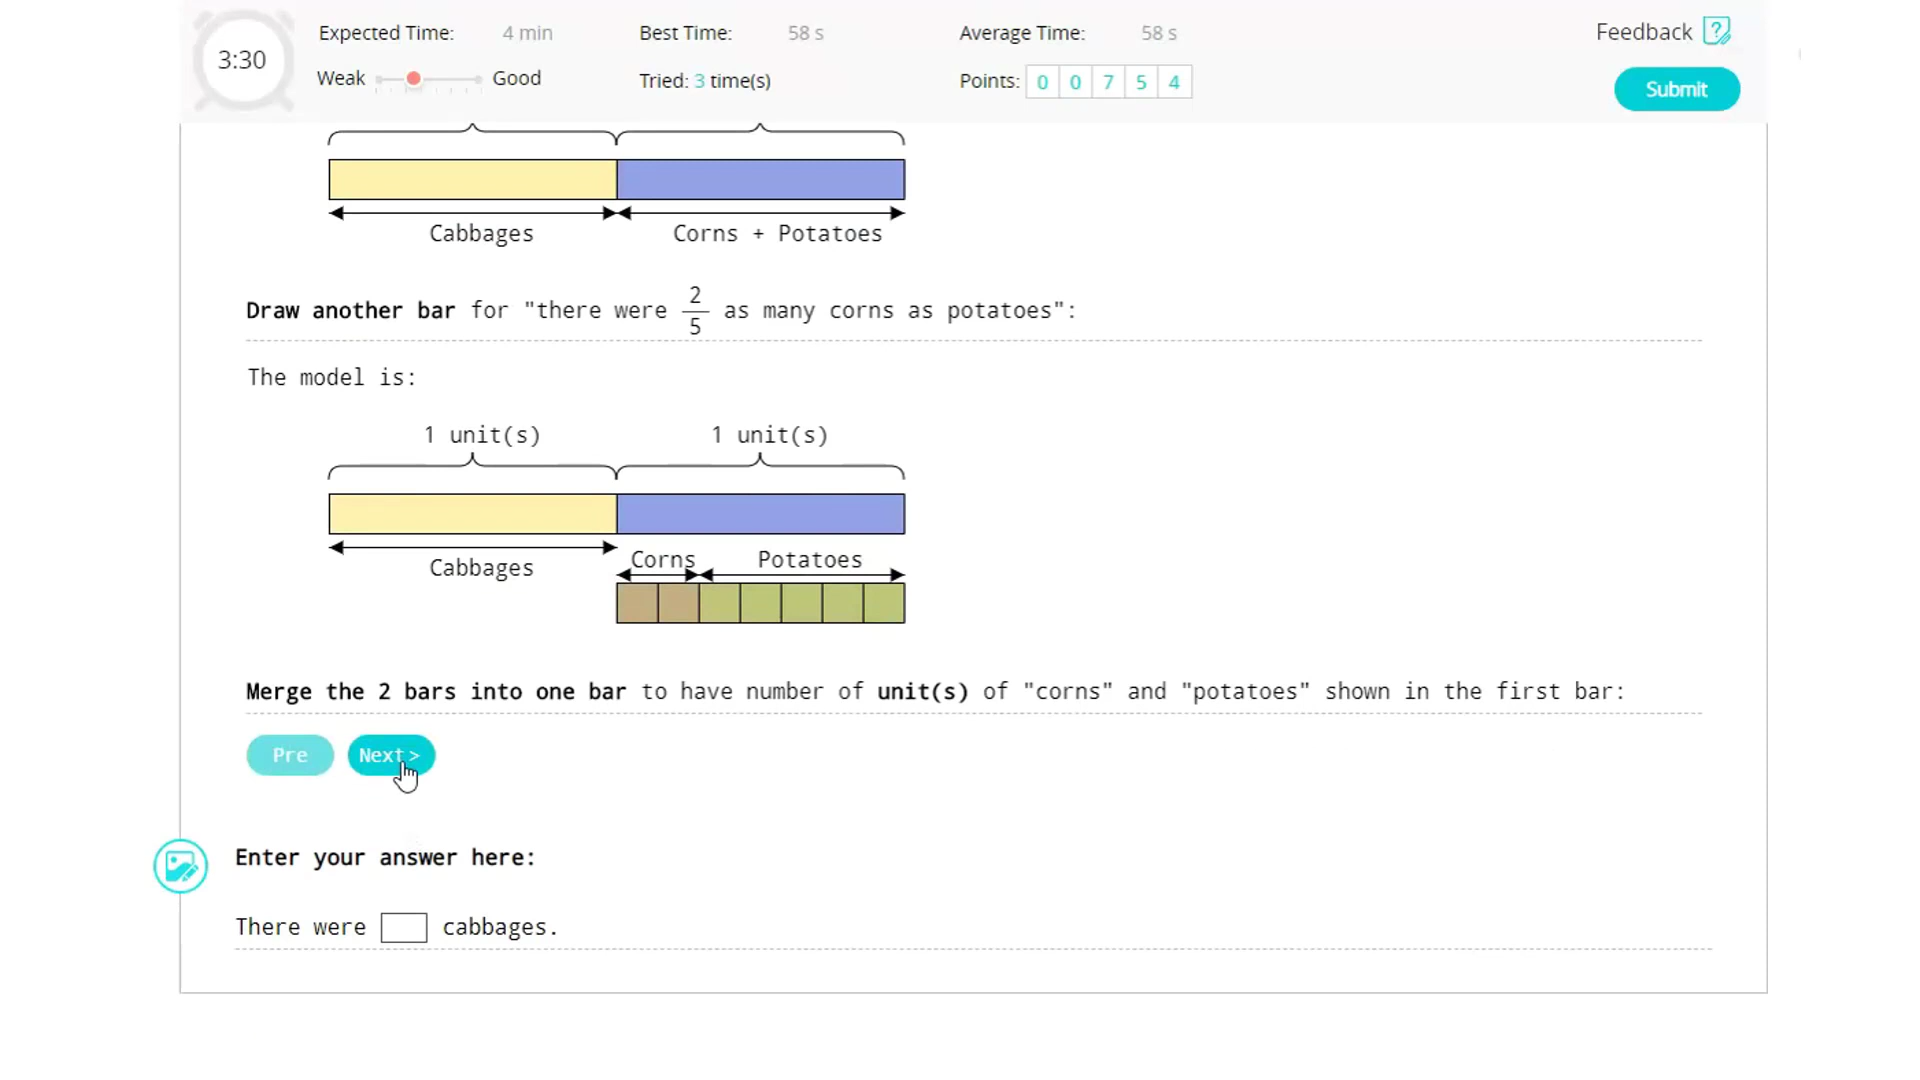 3:30
Expected Time: 4 min
Best Time: 58 s
Average Time: 58 s
Feedback
Weak Good
Tried: 3 time(s)
Points: 0 0 7 5 4
Submit
Cabbages
Corns + Potatoes
Draw another bar for "there were 2/5 as many corns as potatoes":
The model is:
1 unit(s)
1 unit(s)
Cabbages
Corns
Potatoes
Merge the 2 bars into one bar to have number of unit(s) of "corns" and "potatoes" shown in the first bar:
Pre
Next >
Enter your answer here:
There were cabbages.